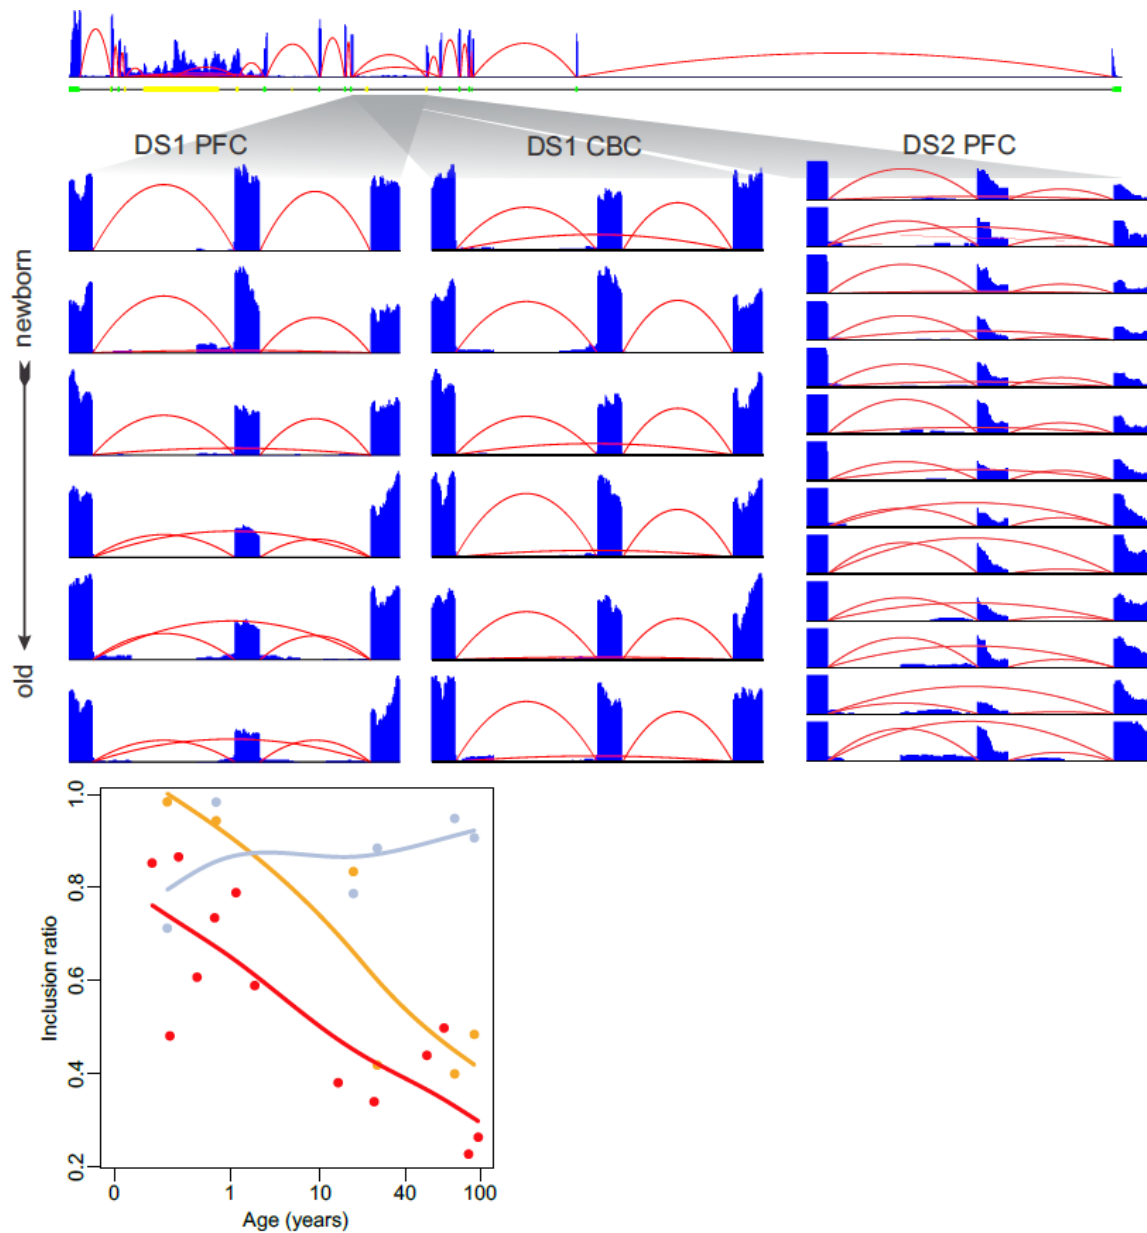 DS1 PFC
DS1 CBC
DS2 PFC
newborn
old
1.0
0.8
0.6
0.4
0.2
Inclusion ratio
0
1
10
40
100
Age (years)